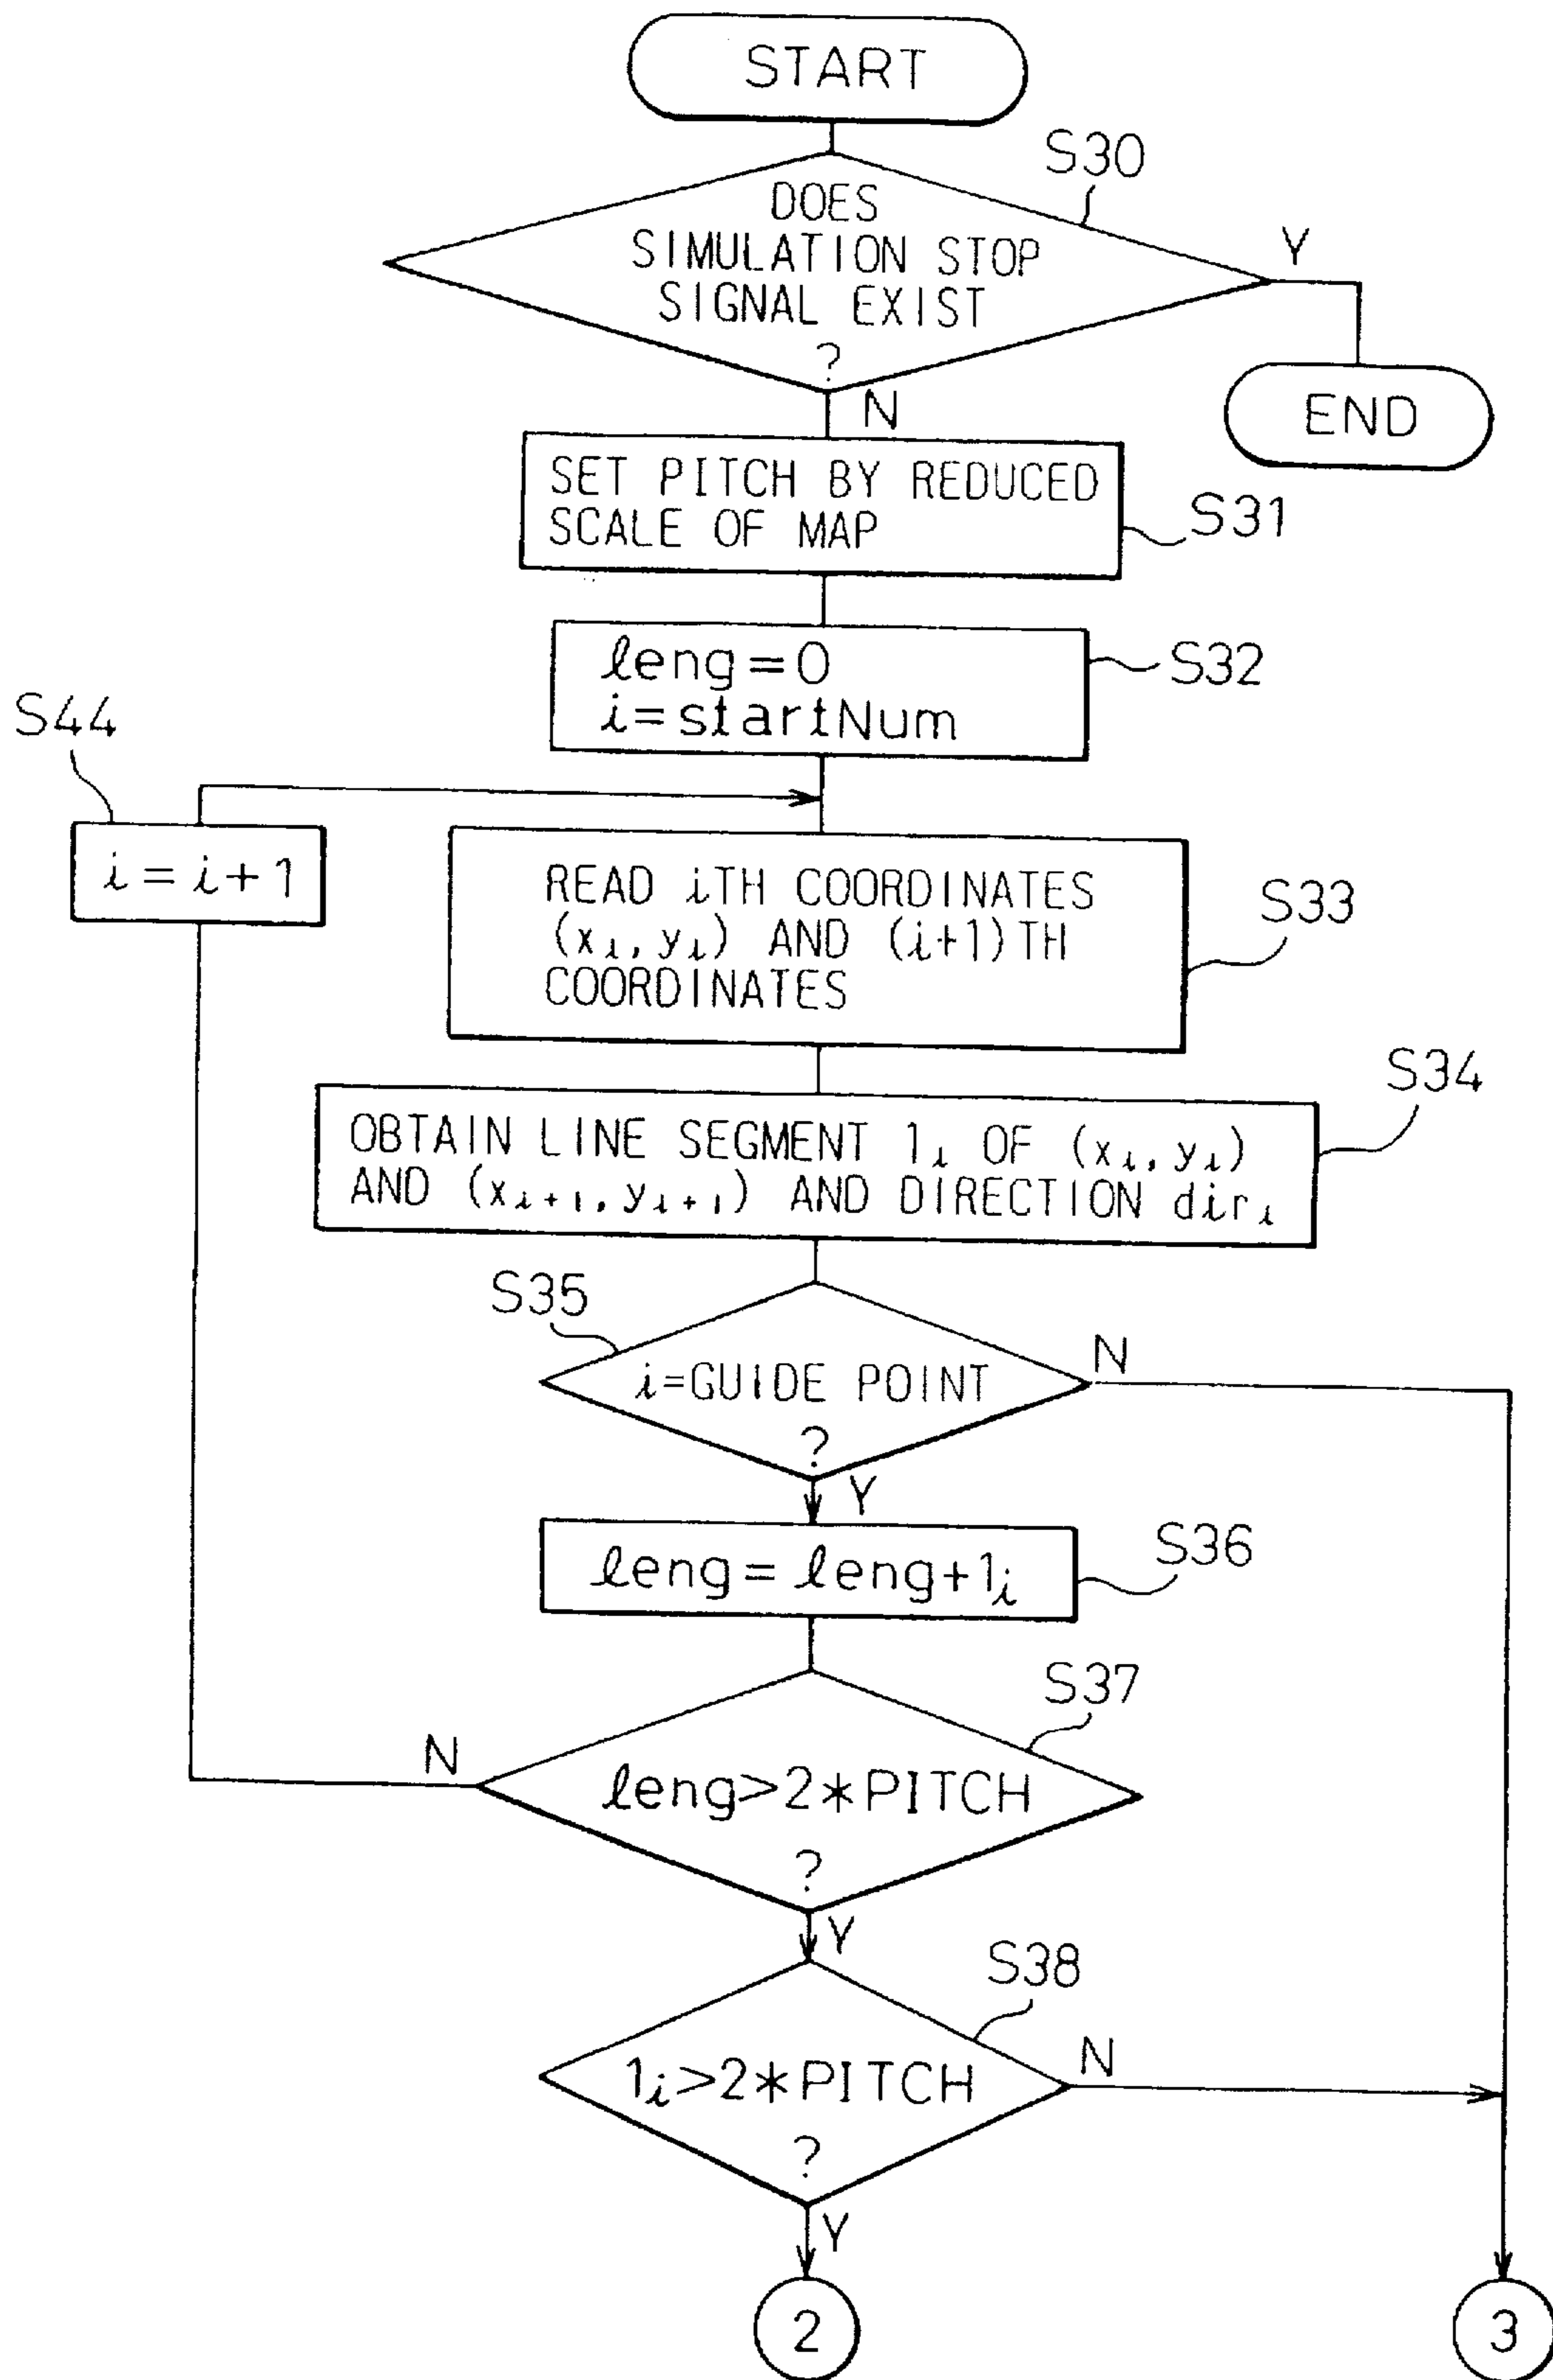 START
S30
DOES
SIMULATION STOP
SIGNAL EXIST
?
Y
END
N
SET PITCH BY REDUCED
SCALE OF MAP
S31
leng=0
i=startNum
S32
S44
i=i+1
READ iTH COORDINATES
(xi, yi) AND (i+1)TH
COORDINATES
S33
S34
OBTAIN LINE SEGMENT 1i OF (xi, yi)
AND (xi+1, yi+1) AND DIRECTION diri
S35
i=GUIDE POINT
?
N
Y
leng=leng+1i
S36
S37
N
leng>2*PITCH
?
Y
S38
1i>2*PITCH
?
N
Y
2
3